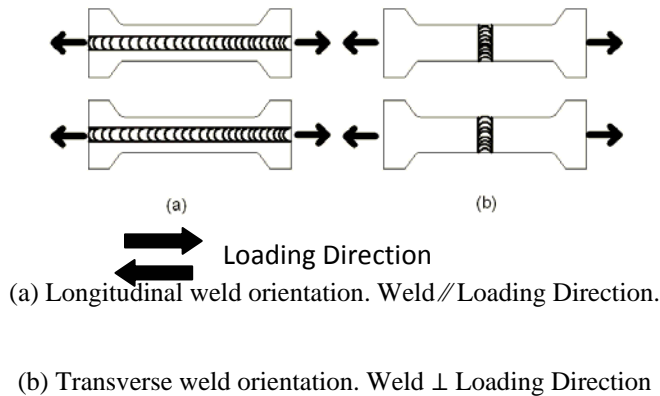 (a)
(b)
Loading Direction
(a) Longitudinal weld orientation. Weld⫽Loading Direction.
(b) Transverse weld orientation. Weld ⊥ Loading Direction